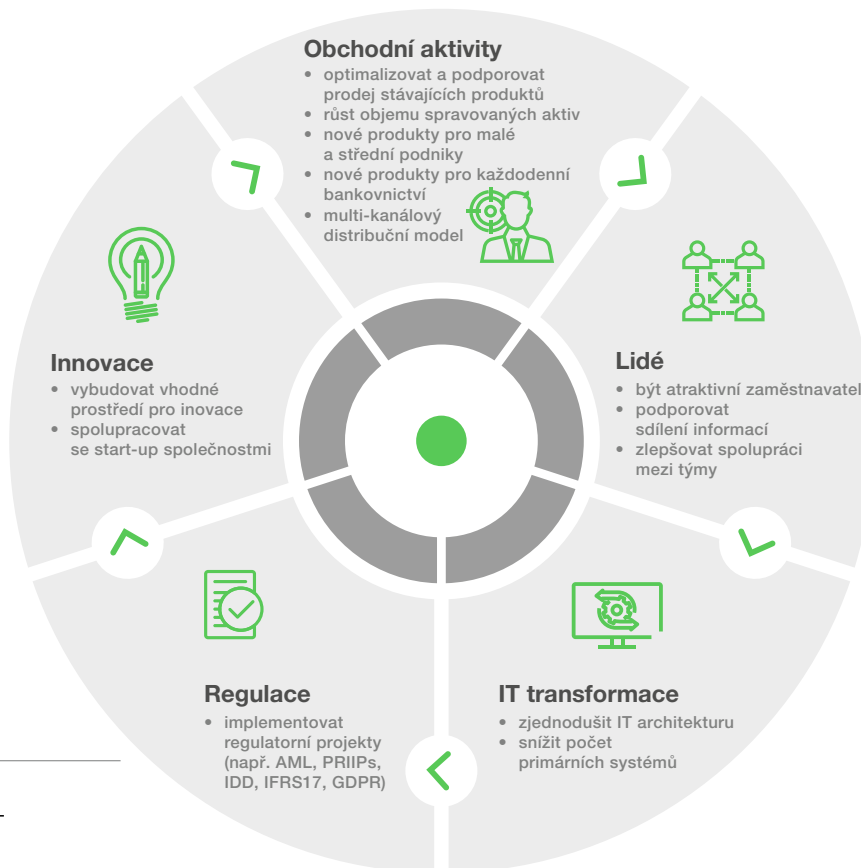 Obchodní aktivity
• optimalizovat a podporovat
prodej stávajících produktů
• růst objemu spravovaných aktiv
• nové produkty pro malé
a střední podniky
• nové produkty pro každodenní
bankovnictví
• multi-kanálový
distribuční model
Lidé
• být atraktivní zaměstnavatel
• podporovat
sdílení informací
• zlepšovat spolupráci
mezi týmy
IT transformace
• zjednodušit IT architekturu
• snížit počet
primárních systémů
Regulace
• implementovat
regulatorní projekty
(např. AML, PRIIPs,
IDD, IFRS17, GDPR)
Innovace
• vybudovat vhodné
prostředí pro inovace
• spolupracovat
se start-up společnostmi